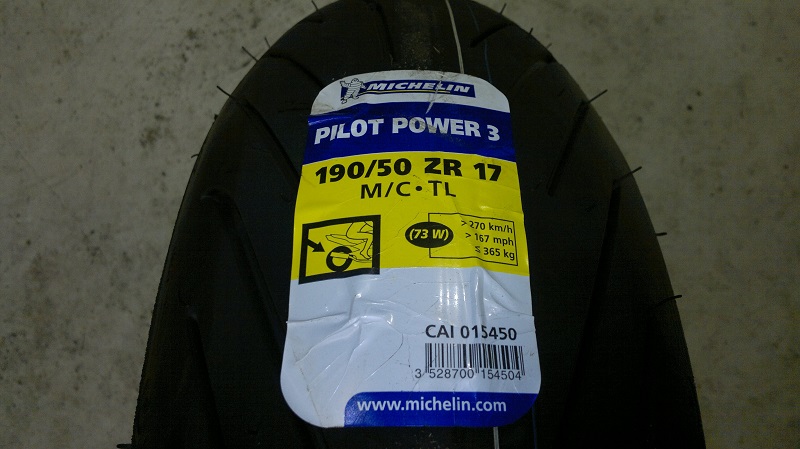 MICHELIN
PILOT POWER 3
190/50 ZR 17
M/C • TL
(73 W)
> 270 km/h
> 167 mph
≤ 365 kg
CAI 015450
3 528700 154504
www.michelin.com